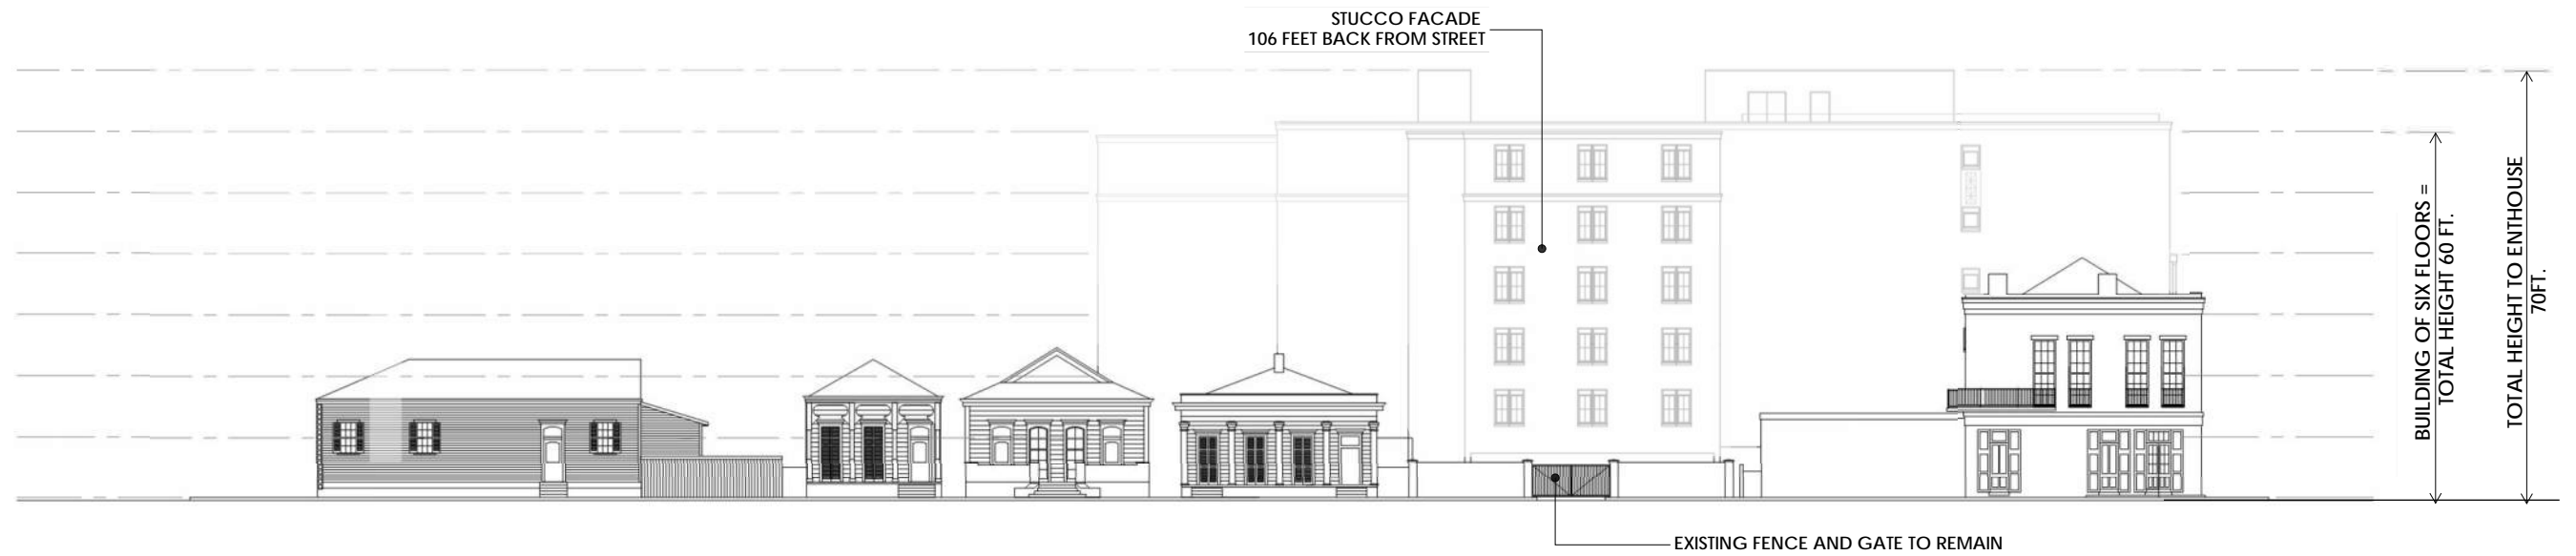 STUCCO FACADE
106 FEET BACK FROM STREET
BUILDING OF SIX FLOORS =
TOTAL HEIGHT 60 FT.
TOTAL HEIGHT TO ENTHOUSE
70FT.
EXISTING FENCE AND GATE TO REMAIN